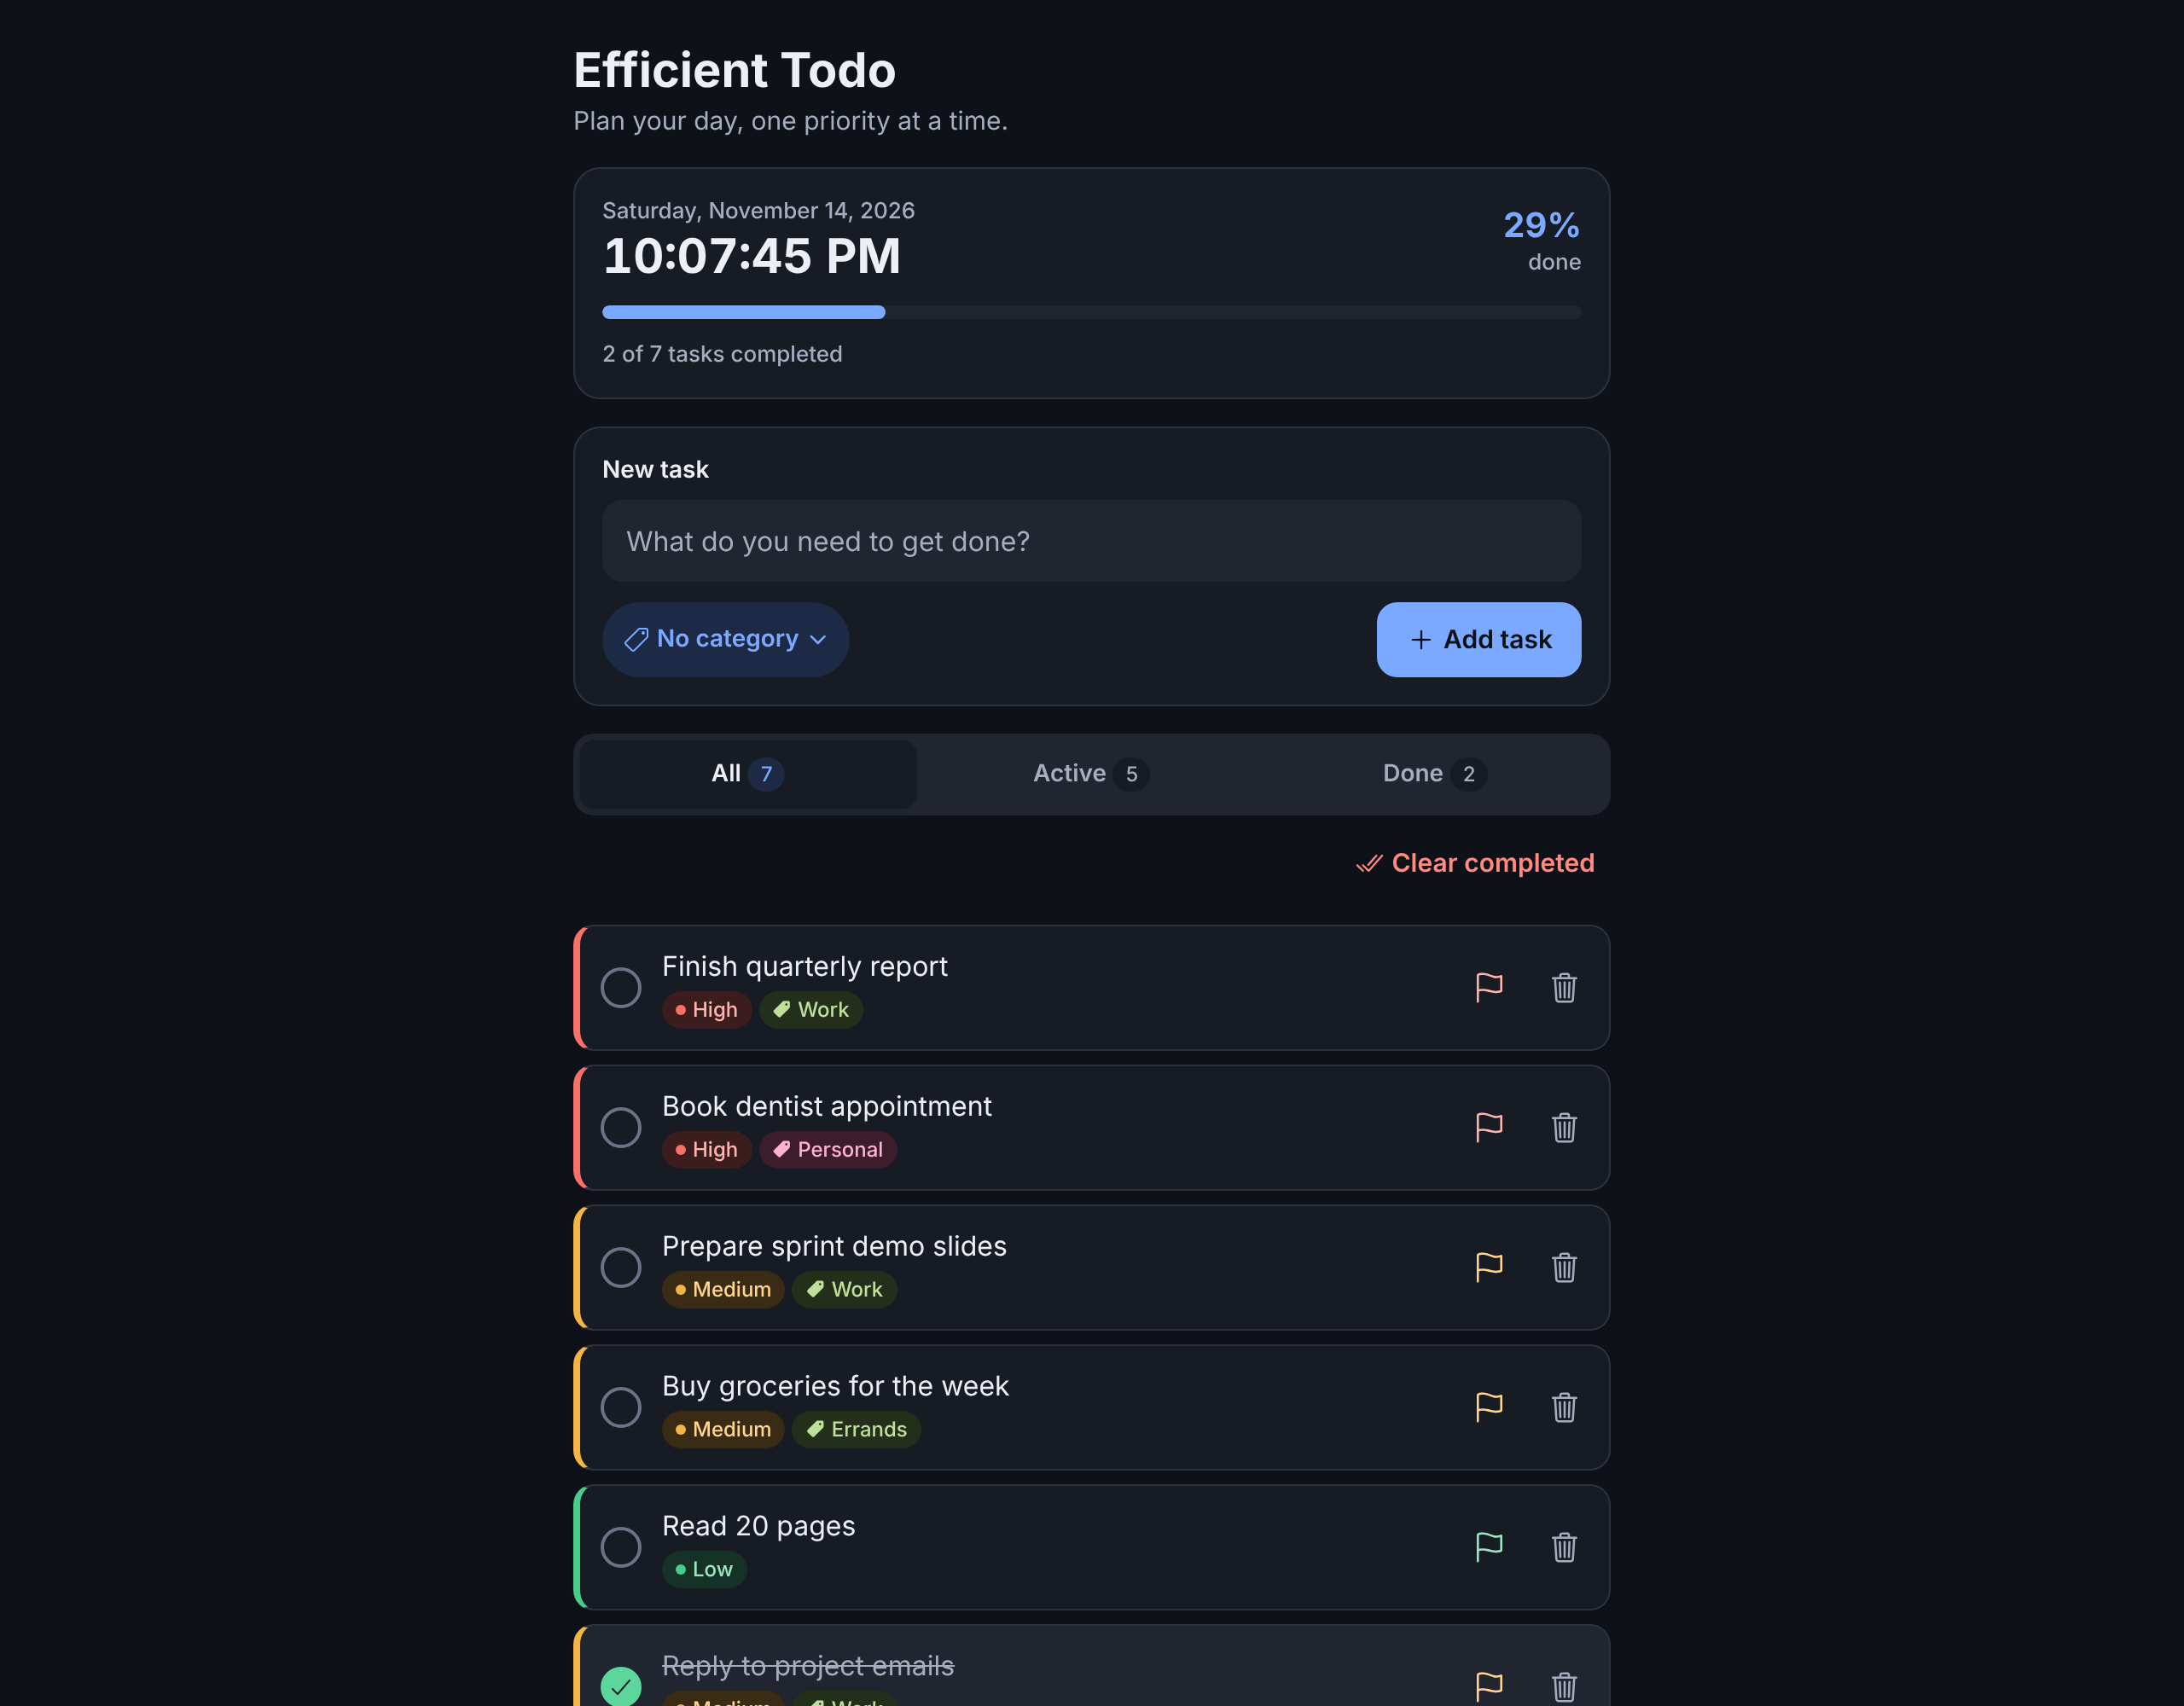 Efficient Todo
Plan your day, one priority at a time.
Saturday, November 14, 2026
10:07:45 PM
29%
done
2 of 7 tasks completed
New task
What do you need to get done?
No category
Add task
All 7 Active 5 Done 2
Clear completed
Finish quarterly report
High Work
Book dentist appointment
High Personal
Prepare sprint demo slides
Medium Work
Buy groceries for the week
Medium Errands
Read 20 pages
Low
Reply to project emails
Medium Work